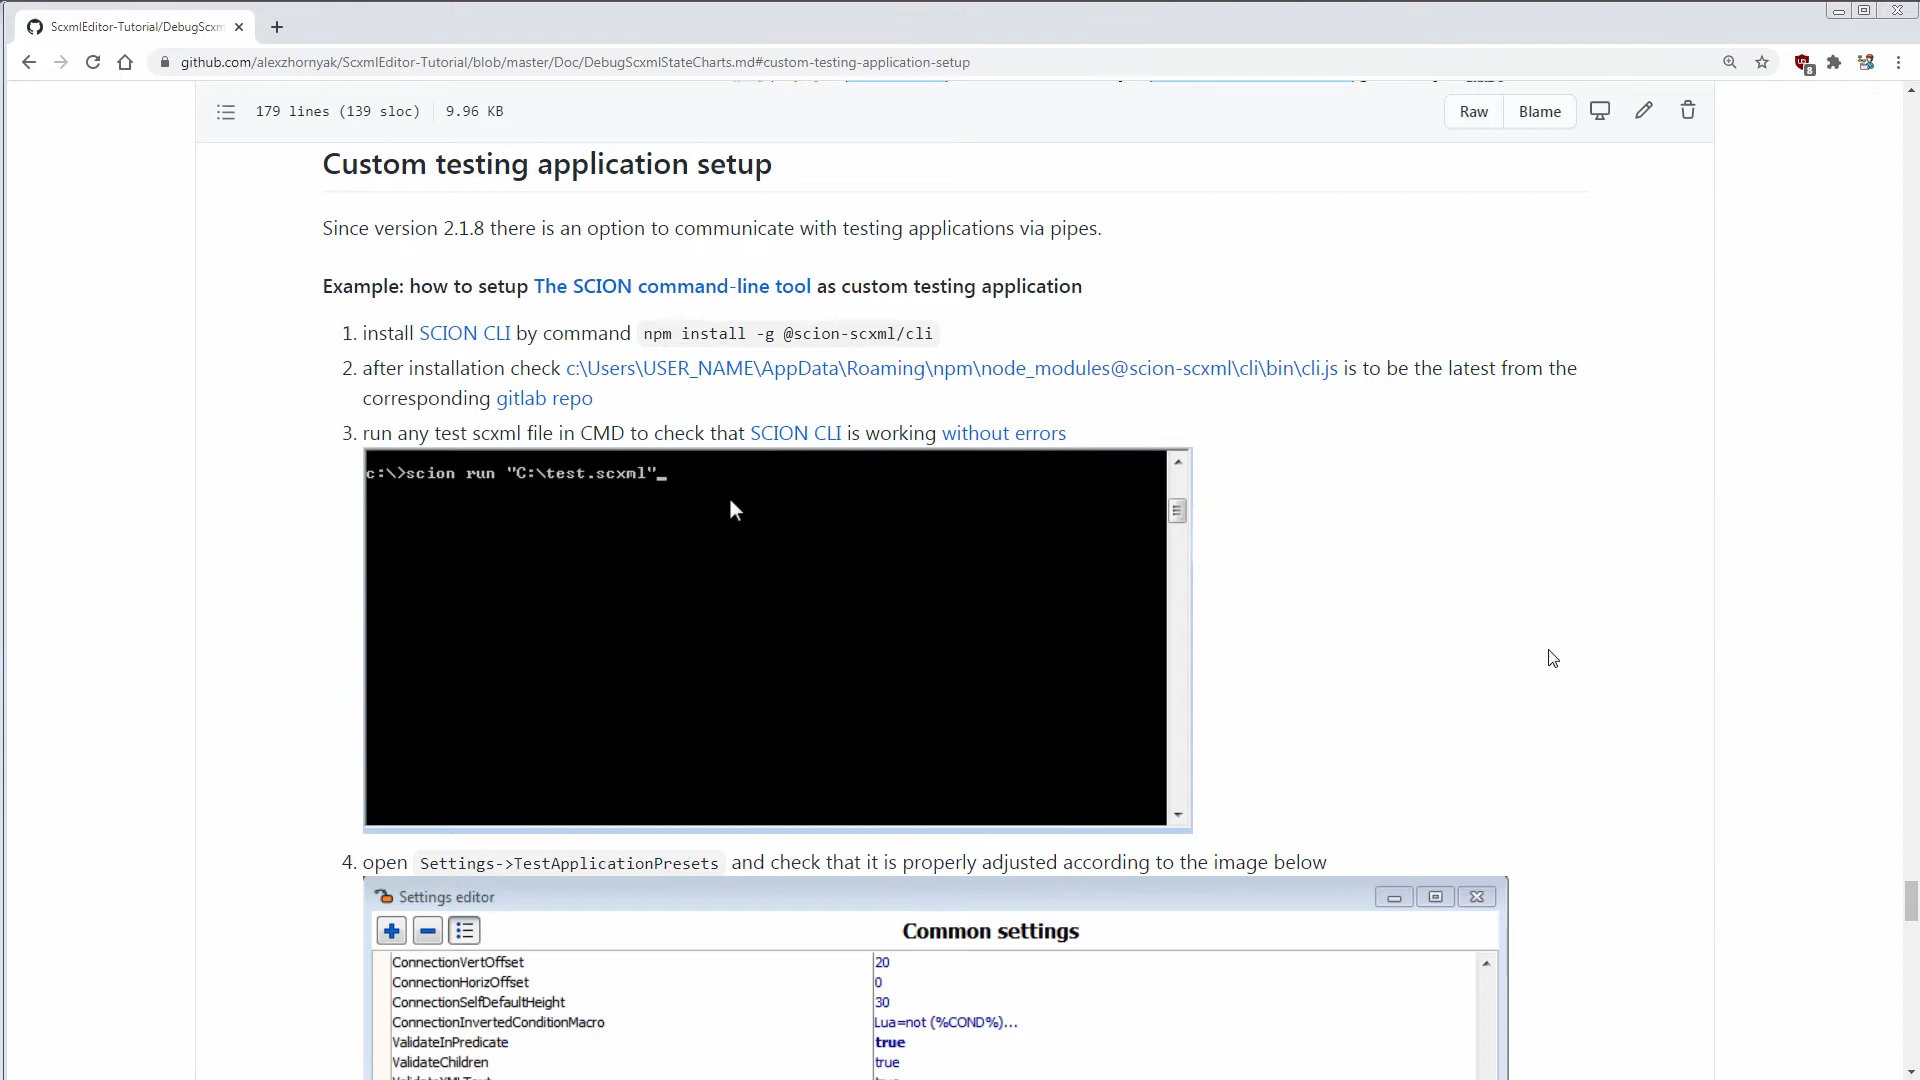 ScxmlEditor-Tutorial/DebugScxm
github.com/alexzhornyak/ScxmlEditor-Tutorial/blob/master/Doc/DebugScxmlStateCharts.md#custom-testing-application-setup
8
179 lines (139 sloc) 9.96 KB
Raw Blame
Custom testing application setup
Since version 2.1.8 there is an option to communicate with testing applications via pipes.
Example: how to setup The SCION command-line tool as custom testing application
1. install SCION CLI by command npm install -g @scion-scxml/cli
2. after installation check c:\Users\USER_NAME\AppData\Roaming\npm\node_modules@scion-scxml\cli\bin\cli.js is to be the latest from the
corresponding gitlab repo
3. run any test scxml file in CMD to check that SCION CLI is working without errors
c:\>scion run "C:\test.scxml"_
4. open Settings->TestApplicationPresets and check that it is properly adjusted according to the image below
Settings editor
Common settings
ConnectionVertOffset 20
ConnectionHorizOffset 0
ConnectionSelfDefaultHeight 30
ConnectionInvertedConditionMacro Lua=not (%COND%)...
ValidateInPredicate true
ValidateChildren true